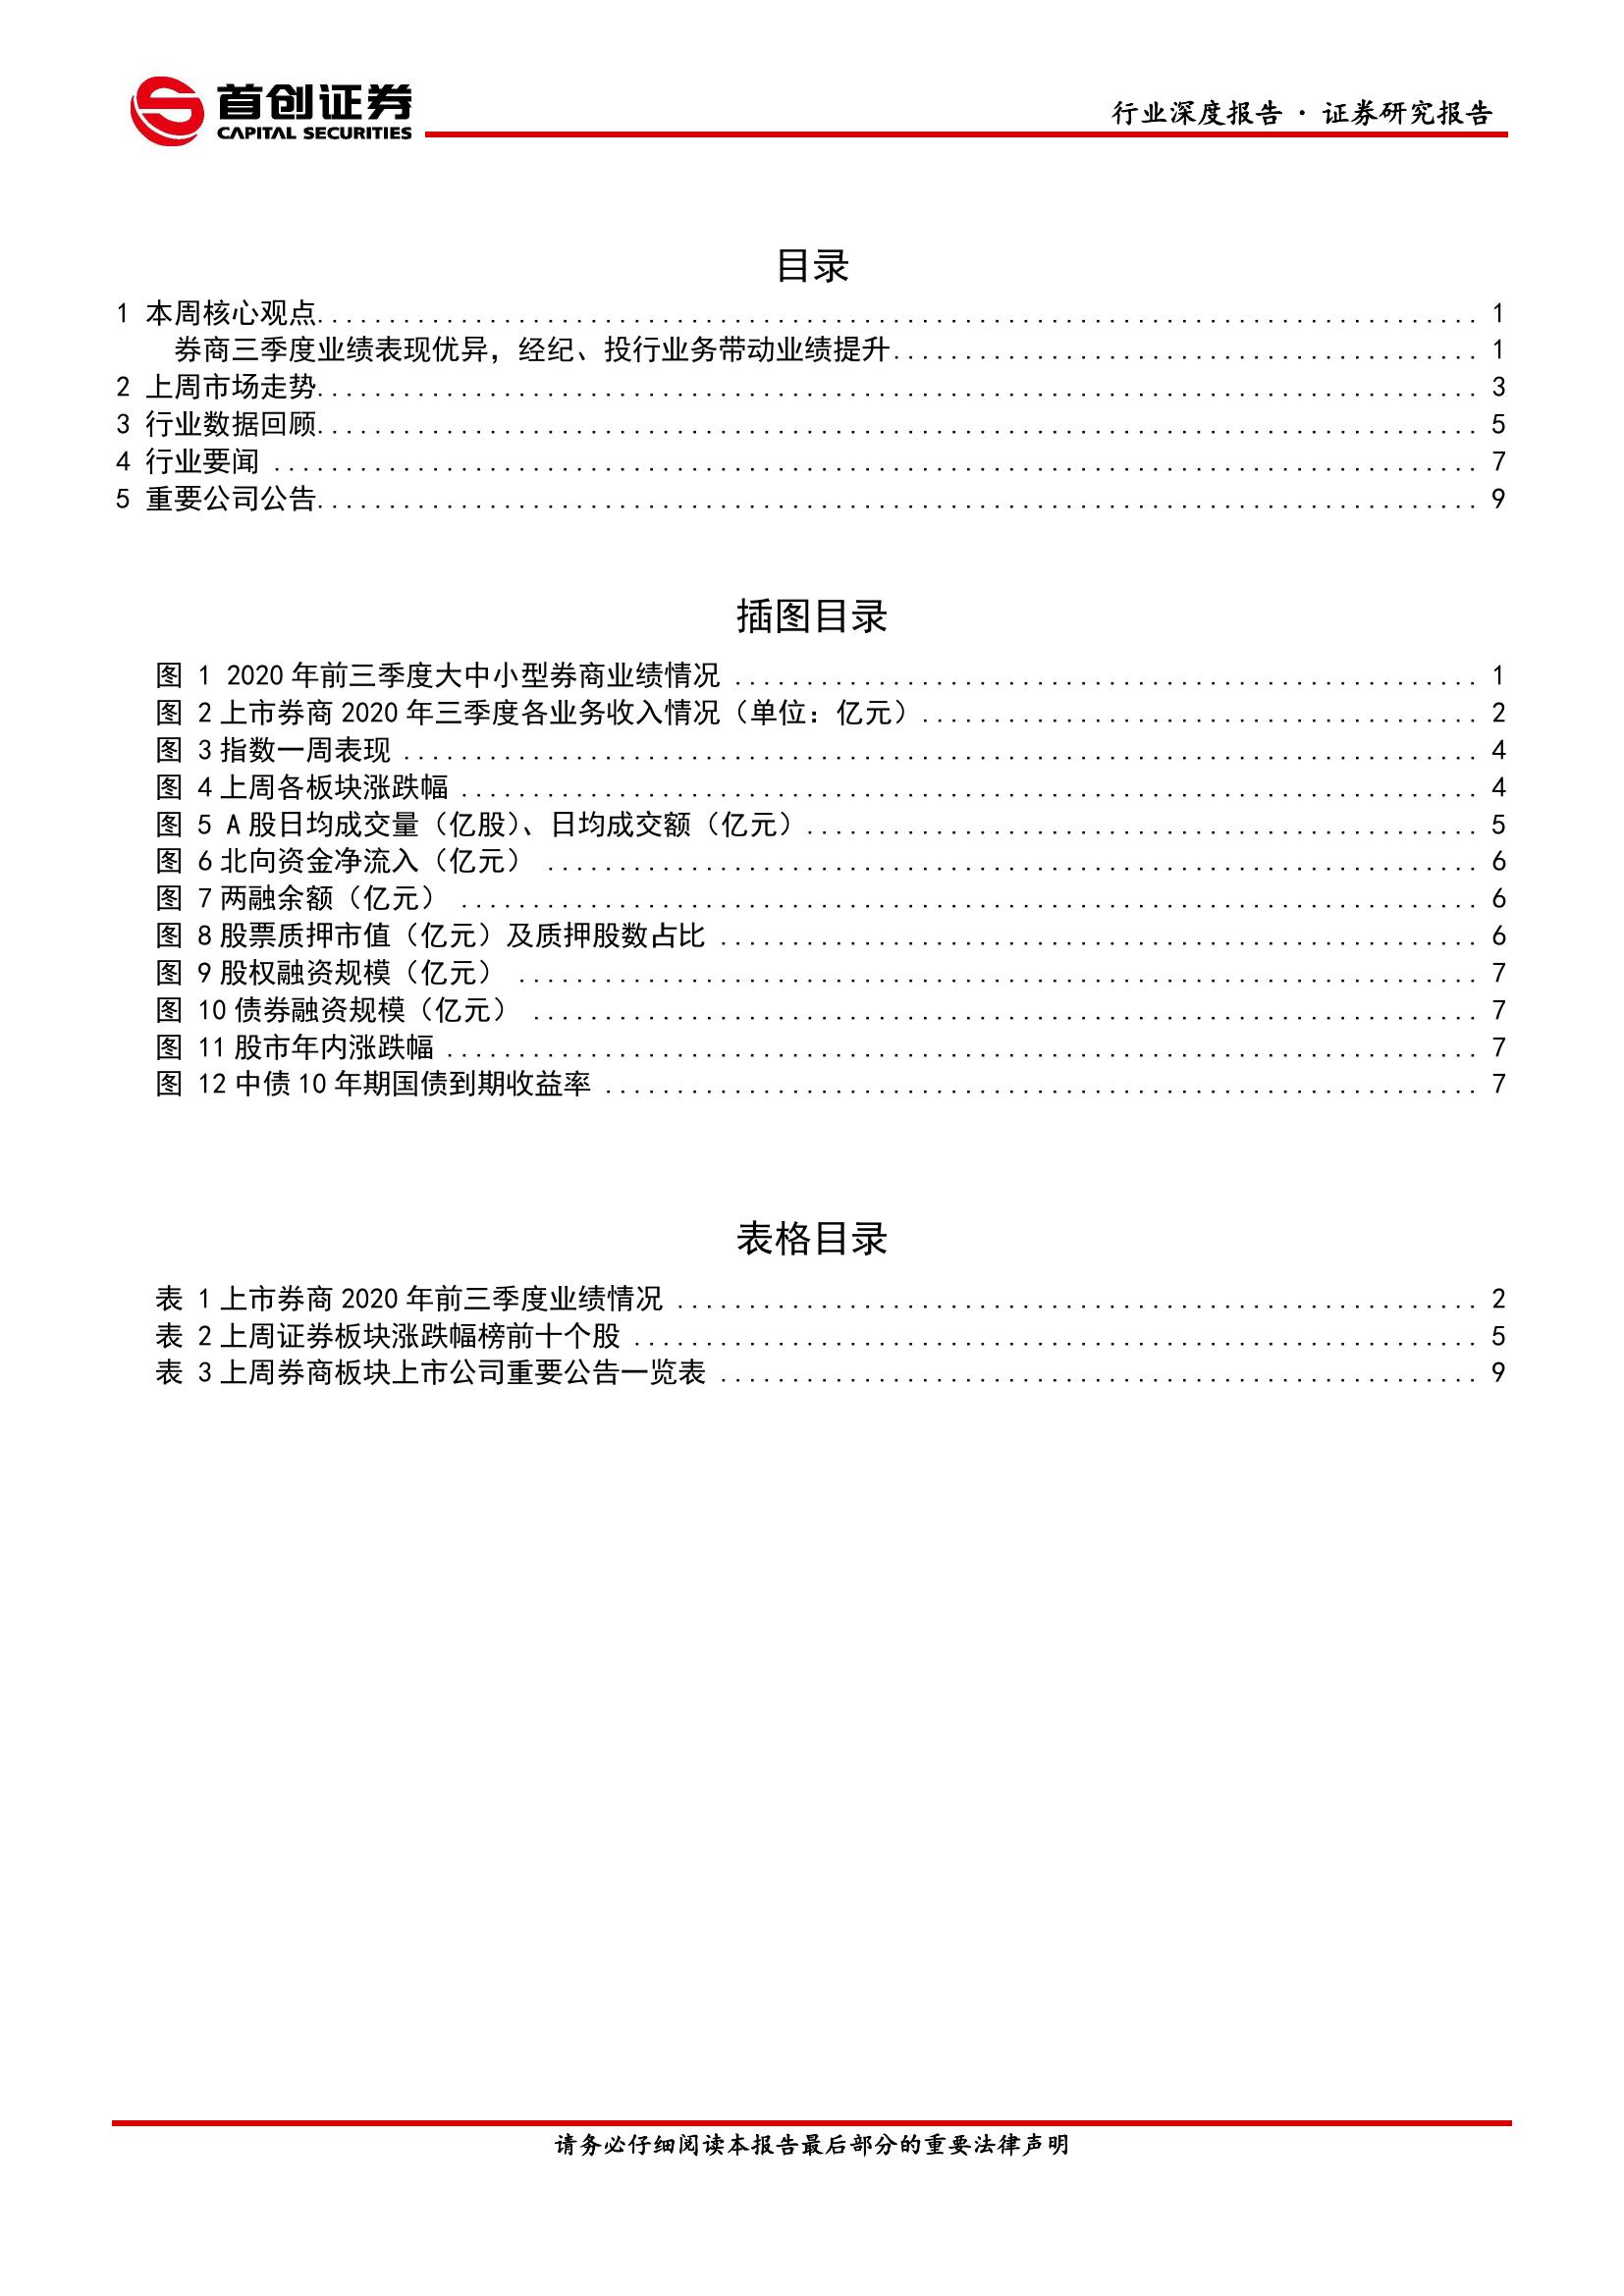 首创证券
CAPITAL SECURITIES
行业深度报告 · 证券研究报告
目录
1 本周核心观点 1
券商三季度业绩表现优异，经纪、投行业务带动业绩提升 1
2 上周市场走势 3
3 行业数据回顾 5
4 行业要闻 7
5 重要公司公告 9
插图目录
图 1 2020 年前三季度大中小型券商业绩情况 1
图 2 上市券商 2020 年三季度各业务收入情况（单位：亿元） 2
图 3 指数一周表现 4
图 4 上周各板块涨跌幅 4
图 5 A 股日均成交量（亿股）、日均成交额（亿元） 5
图 6 北向资金净流入（亿元） 6
图 7 两融余额（亿元） 6
图 8 股票质押市值（亿元）及质押股数占比 6
图 9 股权融资规模（亿元） 7
图 10 债券融资规模（亿元） 7
图 11 股市年内涨跌幅 7
图 12 中债 10 年期国债到期收益率 7
表格目录
表 1 上市券商 2020 年前三季度业绩情况 2
表 2 上周证券板块涨跌幅榜前十个股 5
表 3 上周券商板块上市公司重要公告一览表 9
请务必仔细阅读本报告最后部分的重要法律声明